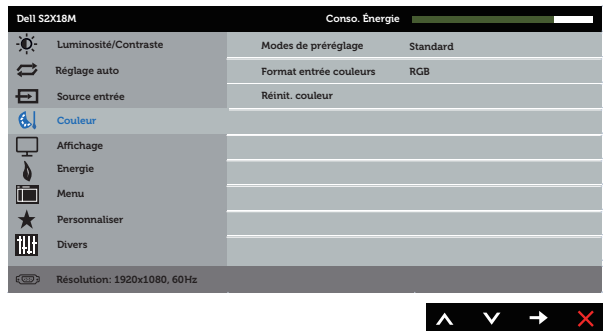 Dell S2X18M Conso. Énergie
Luminosité/Contraste Modes de préréglage Standard
Réglage auto Format entrée couleurs RGB
Source entrée Réinit. couleur
Couleur
Affichage
Energie
Menu
Personnaliser
Divers
Résolution: 1920x1080, 60Hz